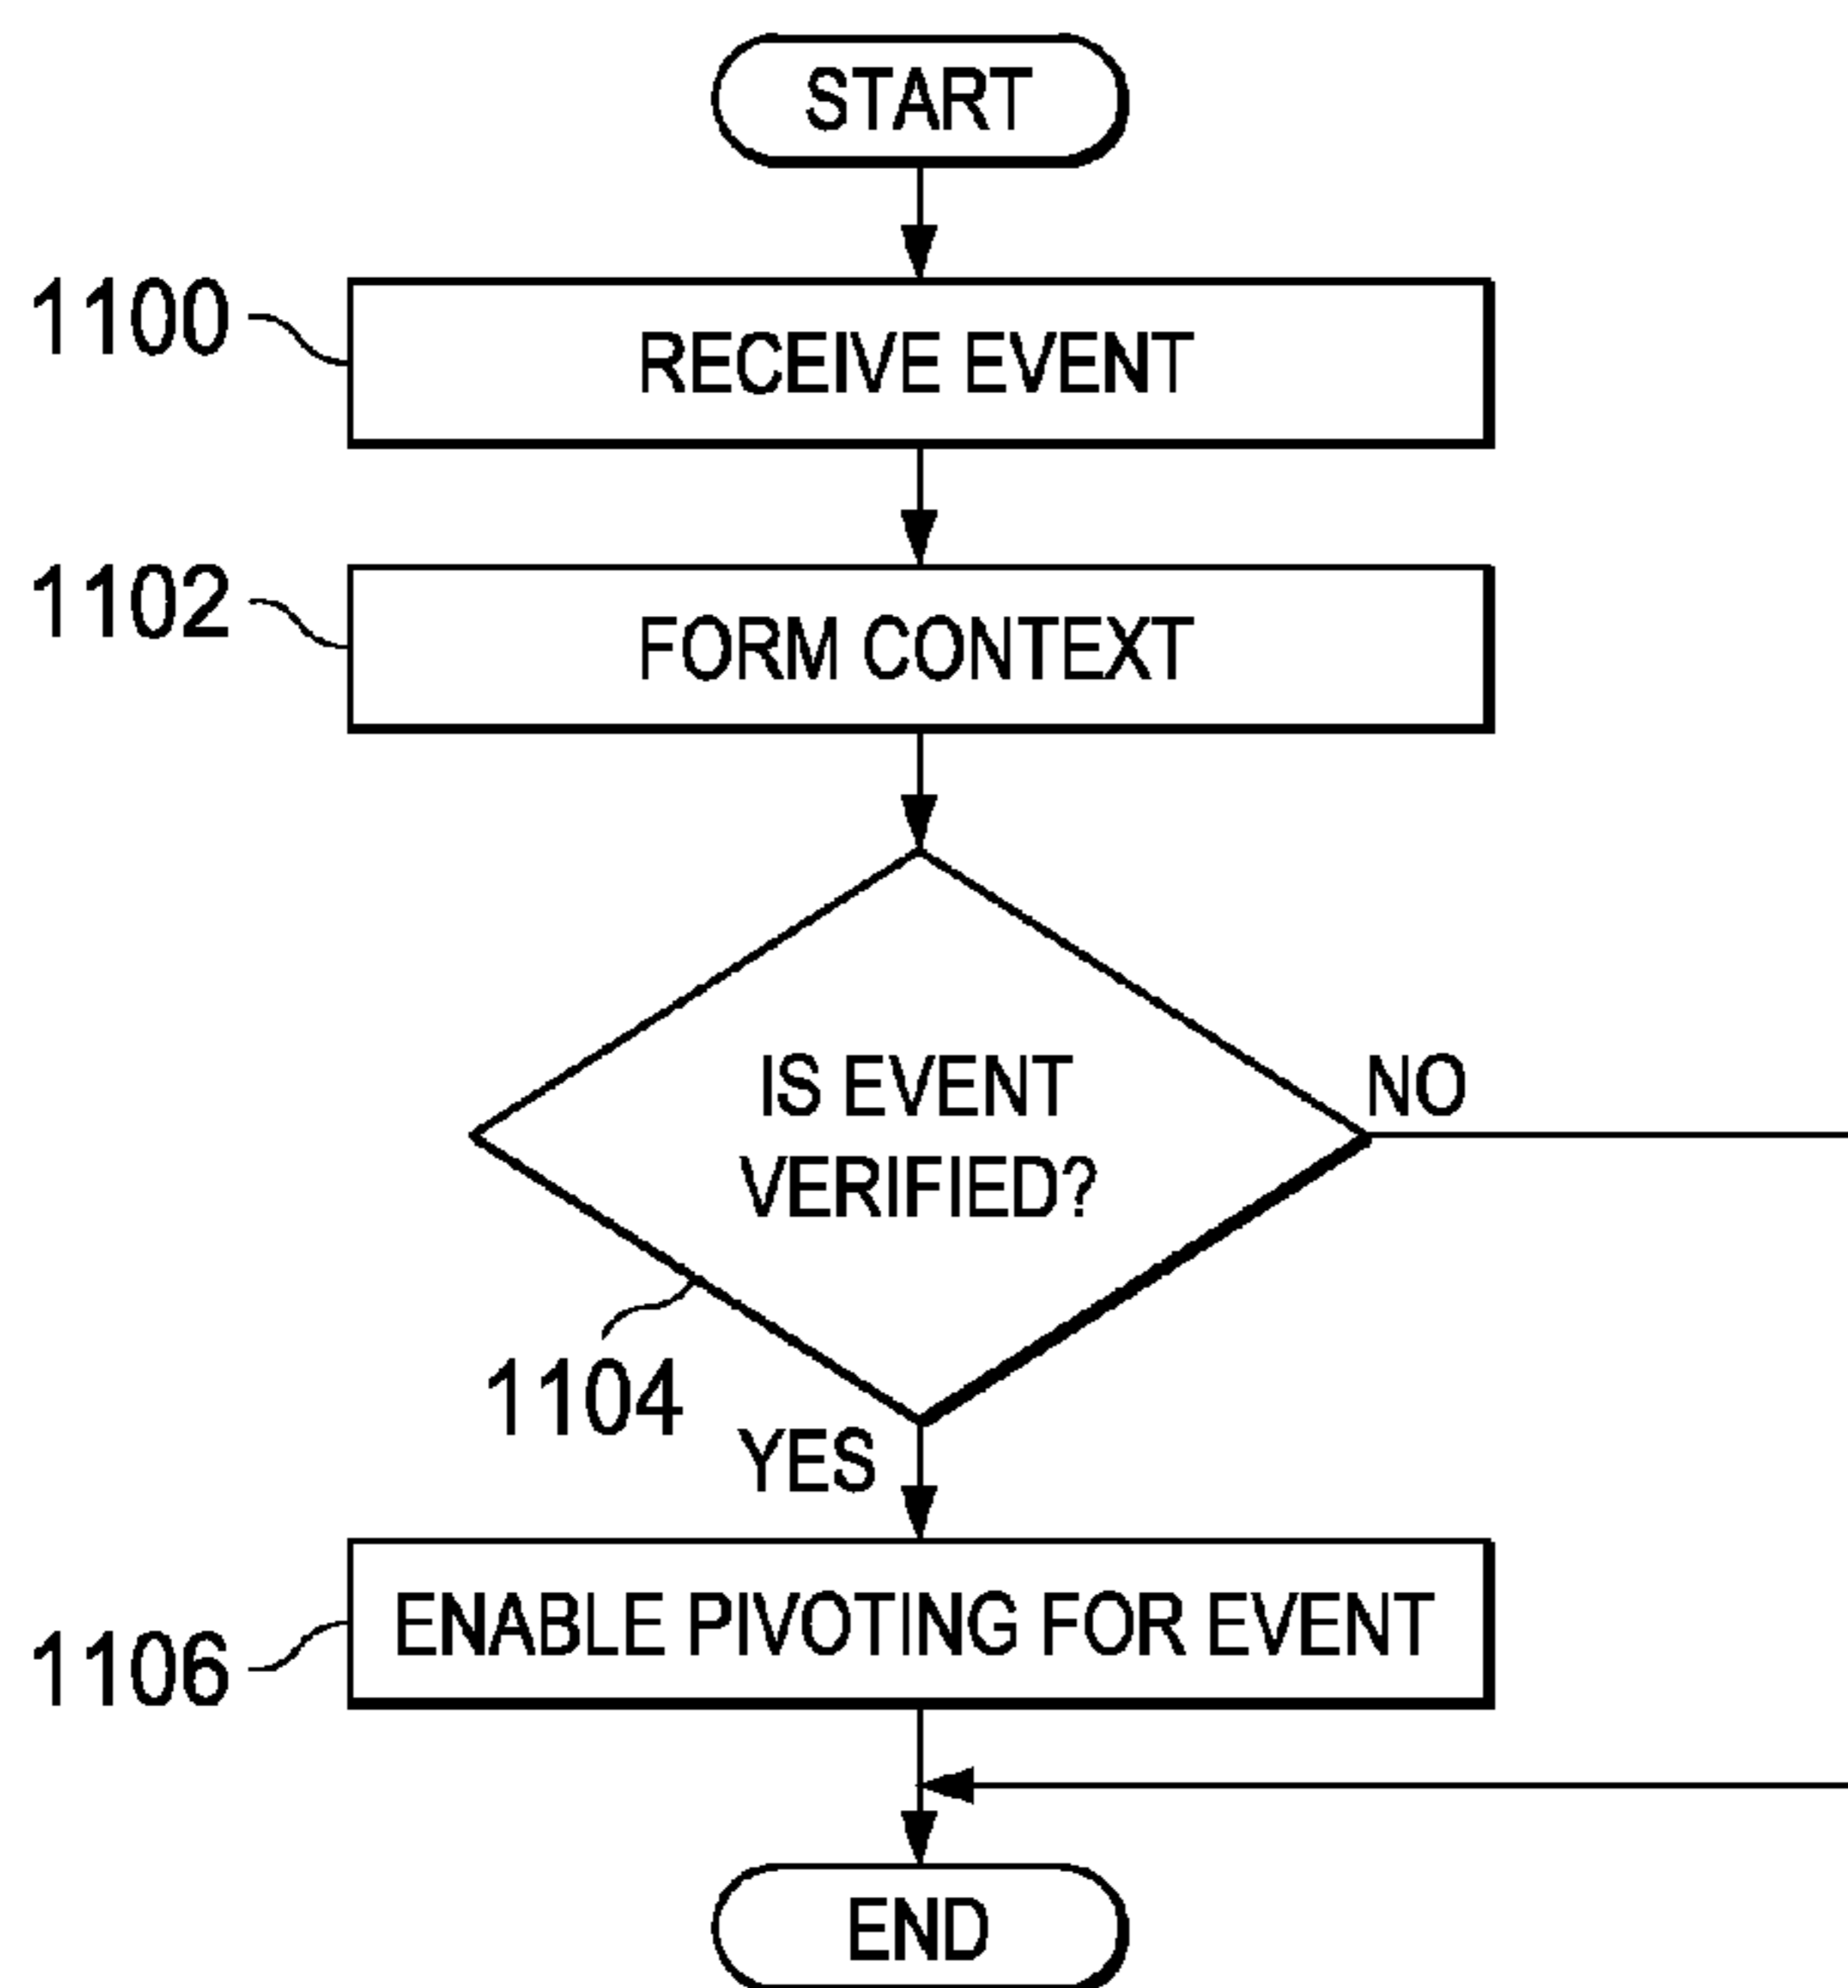 START
1100
RECEIVE EVENT
1102
FORM CONTEXT
IS EVENT
VERIFIED?
NO
1104
YES
1106
ENABLE PIVOTING FOR EVENT
END